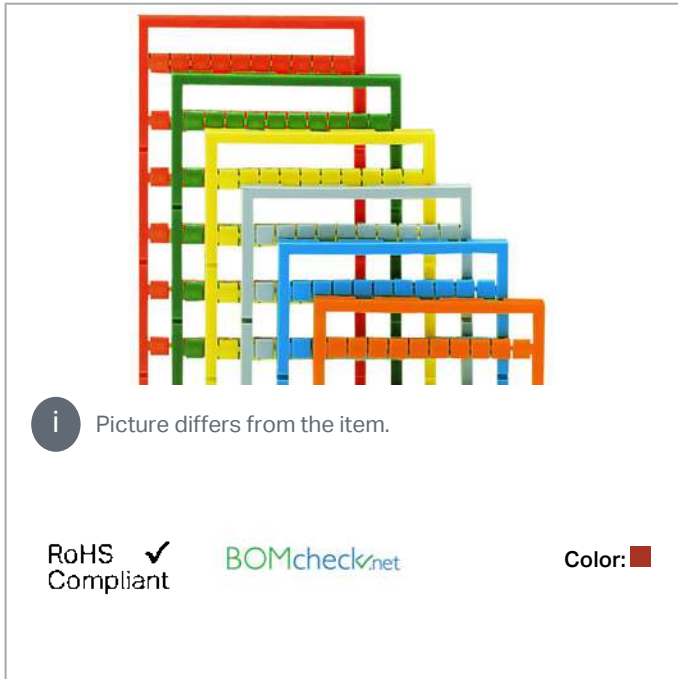 i Picture differs from the item.
RoHS ✓
Compliant
BOMcheck.net
Color: